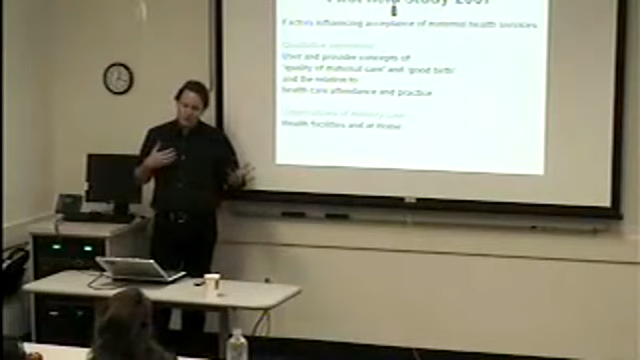 Field Study 2007
Factors influencing acceptance of maternal health services
Qualitative interviews
User and provider concepts of
"quality of maternal care" and "good birth"
and the relation to
health care attendance and practice
Observations of delivery care
Health facilities and at Home